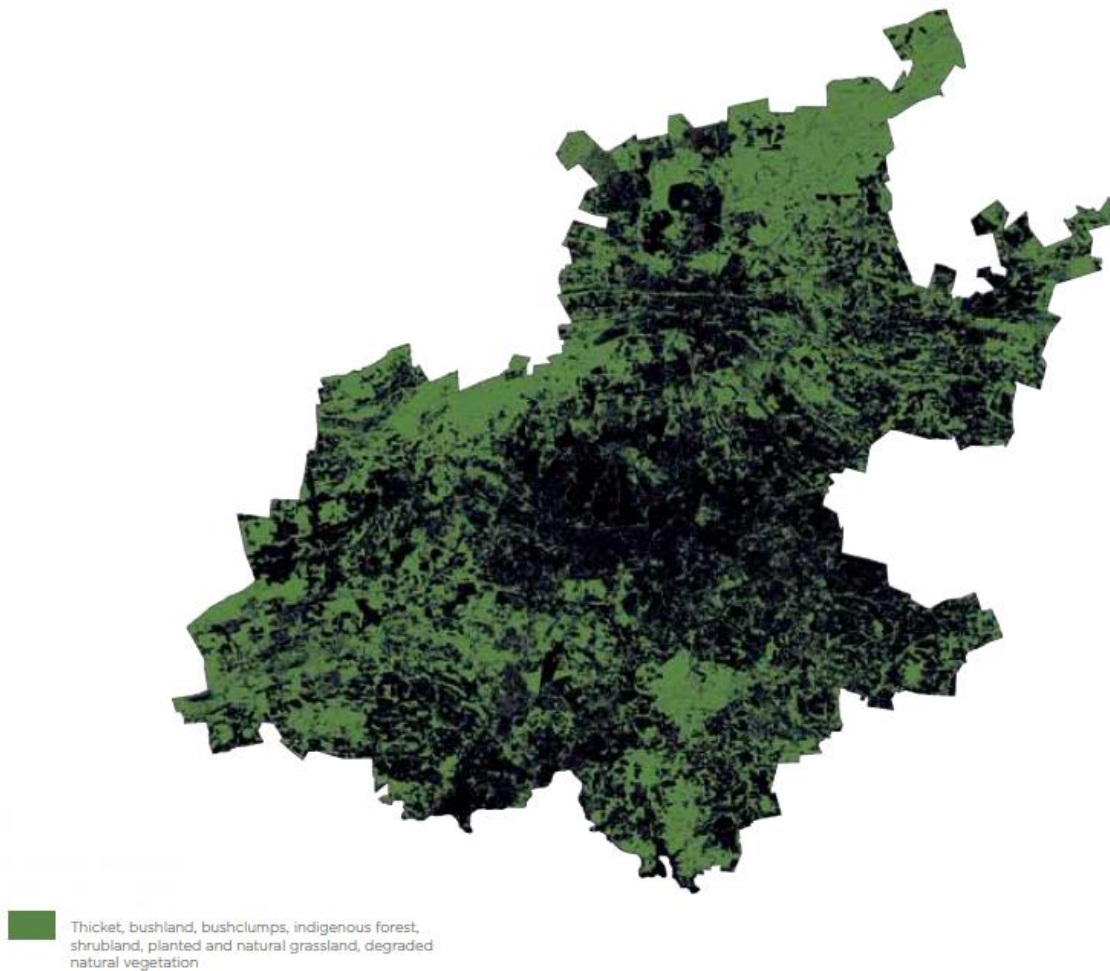 Thicket, bushland, bushclumps, indigenous forest,
shrubland, planted and natural grassland, degraded
natural vegetation